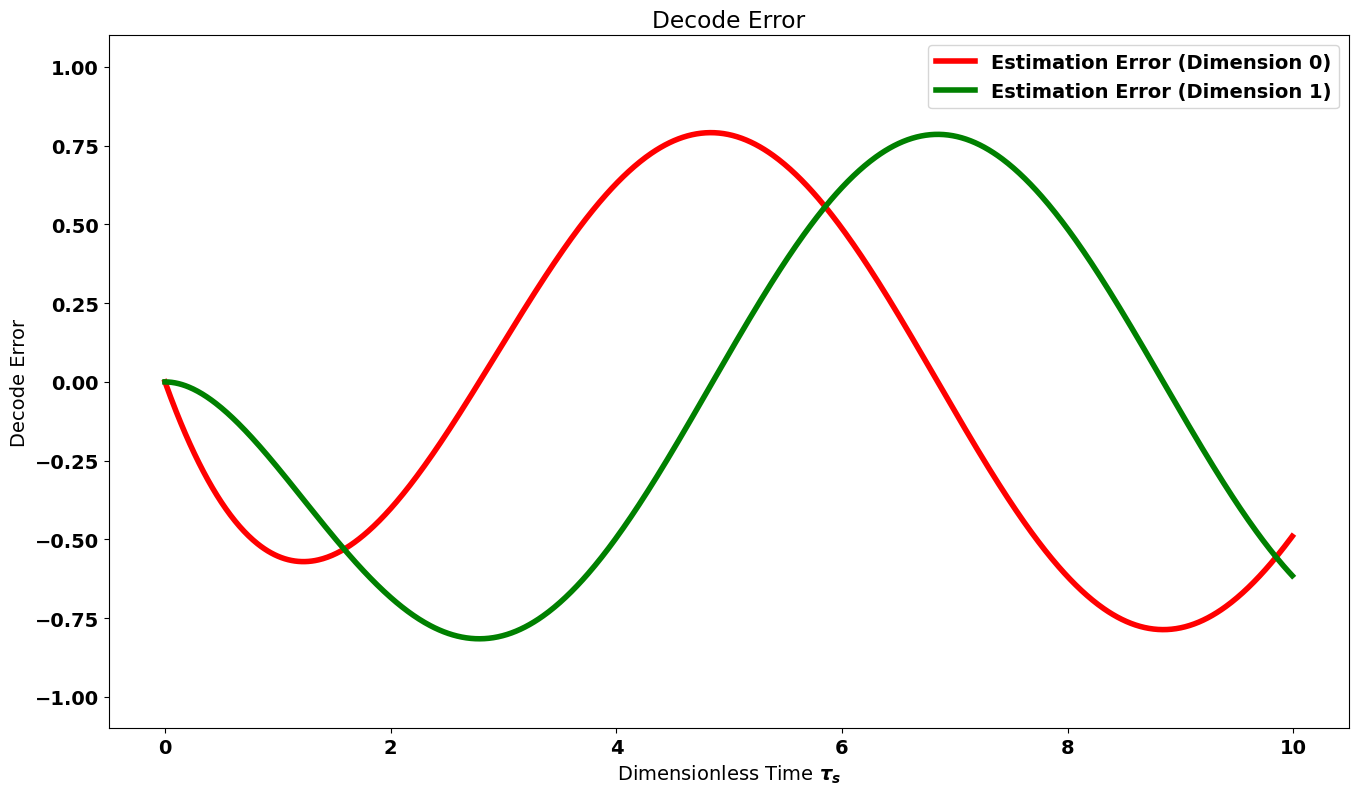 Decode Error
Estimation Error (Dimension 0)
Estimation Error (Dimension 1)
1.00
0.75
0.50
0.25
0.00
−0.25
−0.50
−0.75
−1.00
Decode Error
0 2 4 6 8 10
Dimensionless Time τₛ